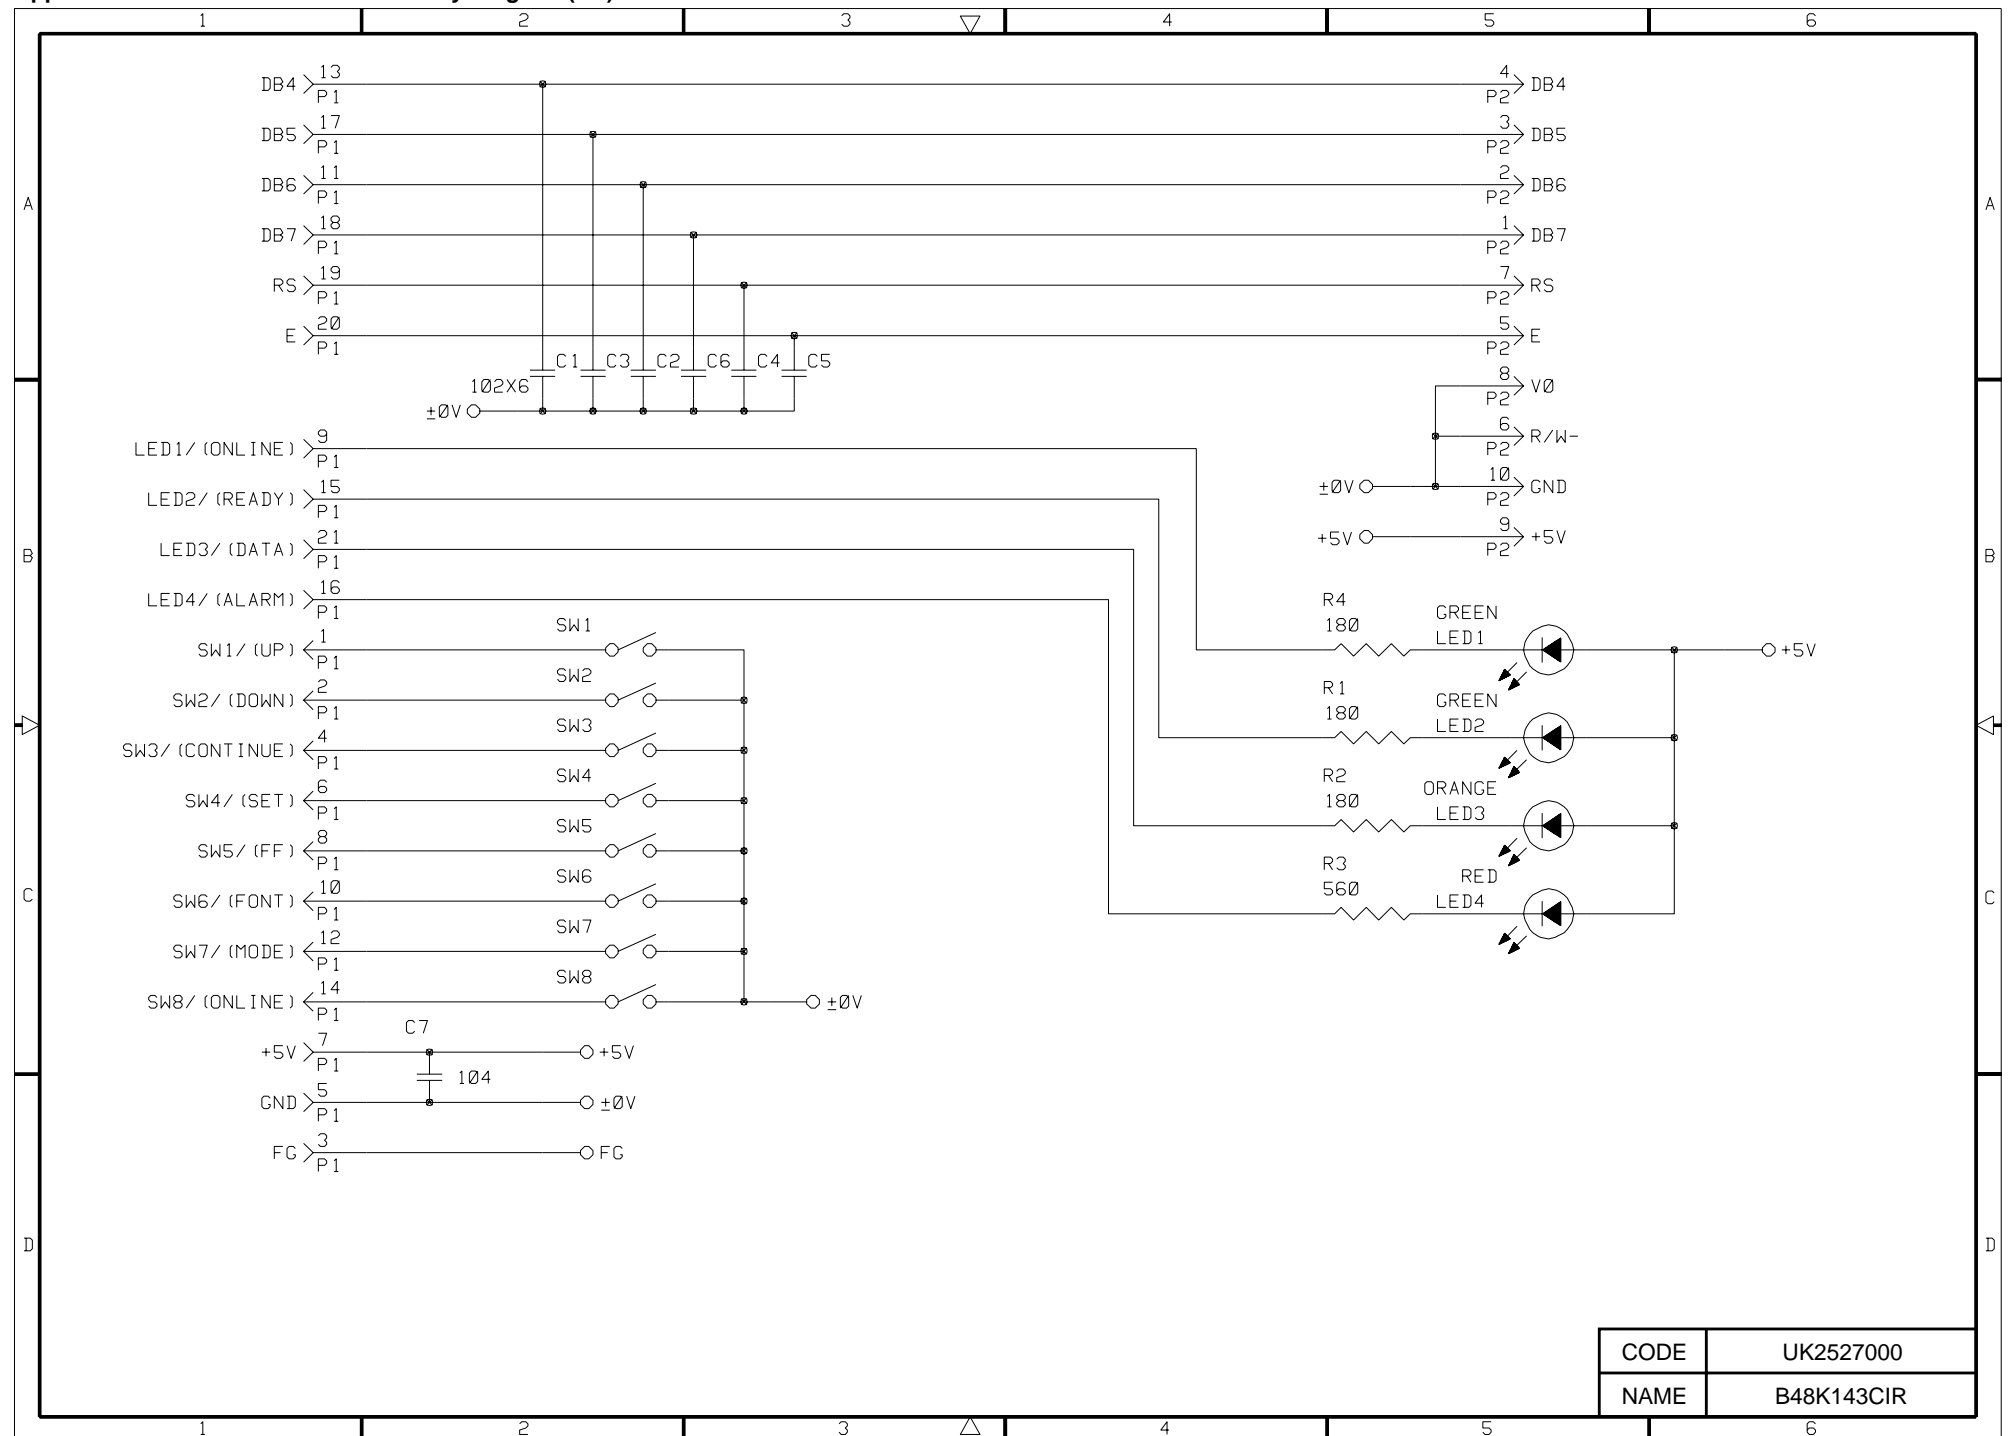 1 2 3 4 5 6
DB4 13 P1 4 P2 DB4
DB5 17 P1 3 P2 DB5
DB6 11 P1 2 P2 DB6
A A
DB7 18 P1 1 P2 DB7
RS 19 P1 7 P2 RS
E 20 P1 5 P2 E
C1 C3 C2 C6 C4 C5
102X6
±0V
8 P2 V0
6 P2 R/W-
±0V 10 P2 GND
+5V 9 P2 +5V
LED1/(ONLINE) 9 P1
LED2/(READY) 15 P1
LED3/(DATA) 21 P1
B B
LED4/(ALARM) 16 P1
SW1/(UP) 1 P1 SW1
SW2/(DOWN) 2 P1 SW2
SW3/(CONTINUE) 4 P1 SW3
SW4/(SET) 6 P1 SW4
SW5/(FF) 8 P1 SW5
SW6/(FONT) 10 P1 SW6
SW7/(MODE) 12 P1 SW7
SW8/(ONLINE) 14 P1 SW8 ±0V
R4 180 GREEN LED1 +5V
R1 180 GREEN LED2
R2 180 ORANGE LED3
R3 560 RED LED4
C C
C7
+5V 7 P1 +5V
104
GND 5 P1 ±0V
FG 3 P1 FG
D D
CODE UK2527000
NAME B48K143CIR
1 2 3 4 5 6